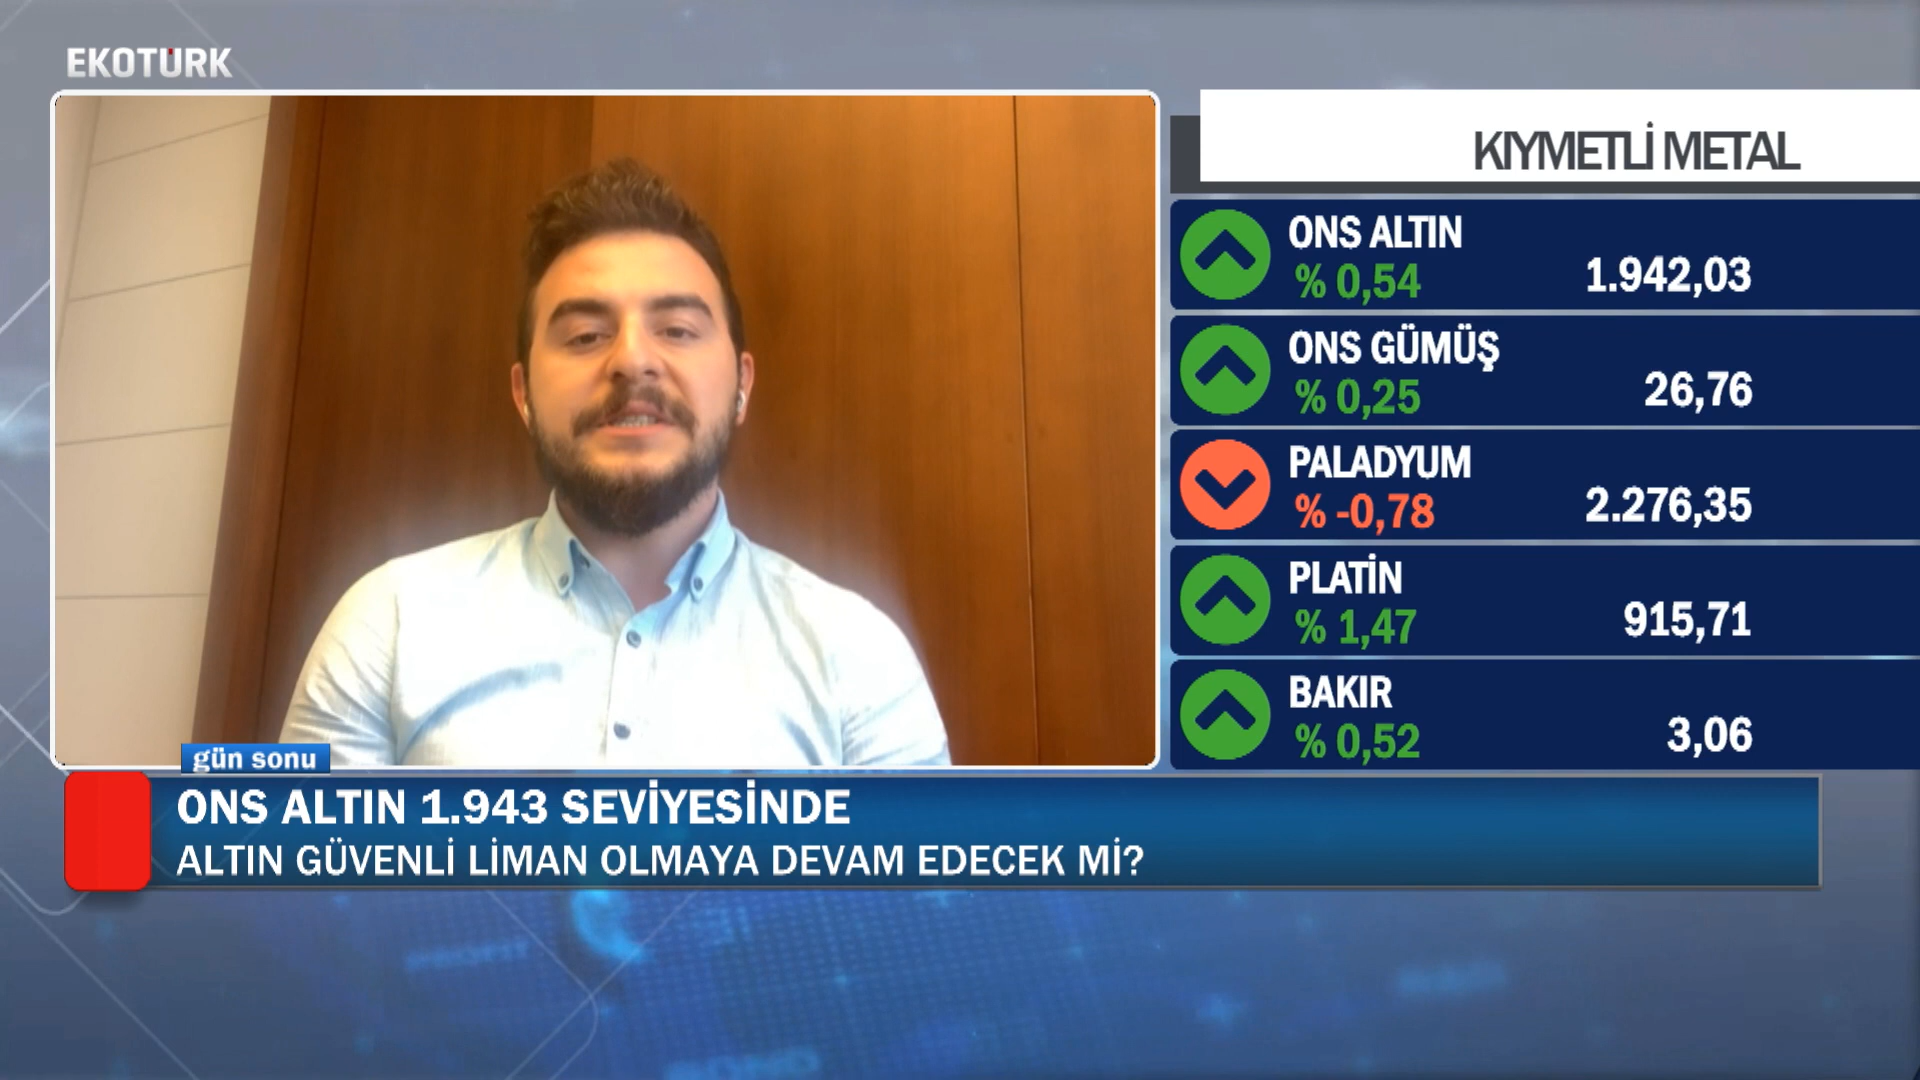 EKOTÜRK
KIYMETLİ METAL
ONS ALTIN
% 0,54
1.942,03
ONS GÜMÜŞ
% 0,25
26,76
PALADYUM
% -0,78
2.276,35
PLATİN
% 1,47
915,71
BAKIR
% 0,52
3,06
gün sonu
ONS ALTIN 1.943 SEVİYESİNDE
ALTIN GÜVENLİ LİMAN OLMAYA DEVAM EDECEK Mİ?